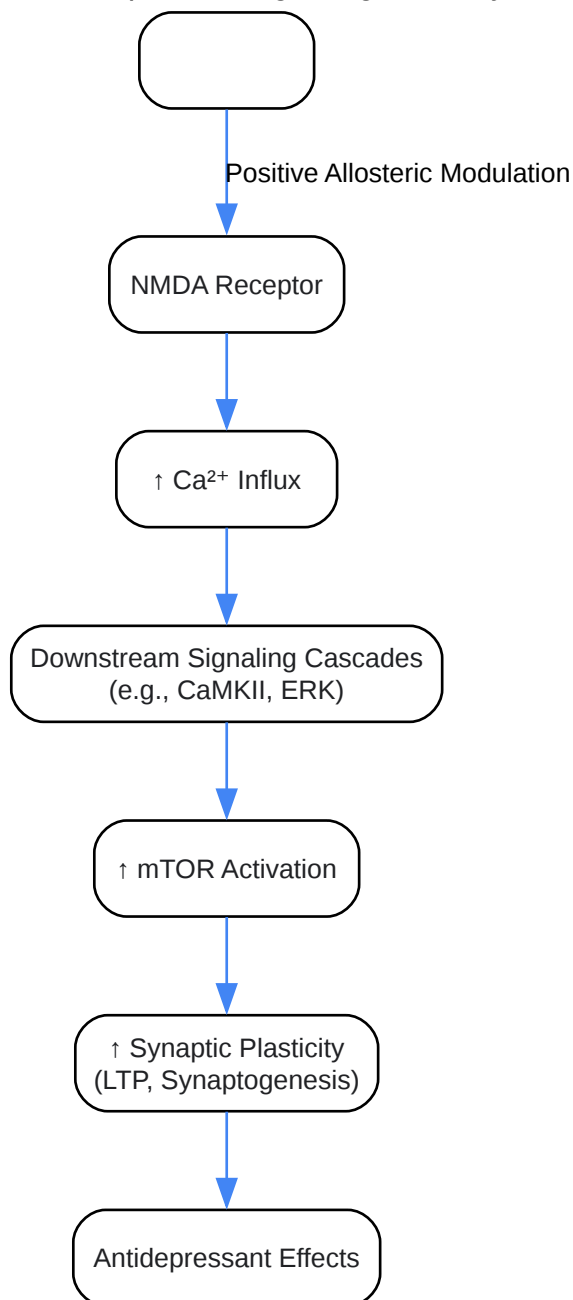 Positive Allosteric Modulation
NMDA Receptor
↑ Ca²⁺ Influx
Downstream Signaling Cascades
(e.g., CaMKII, ERK)
↑ mTOR Activation
↑ Synaptic Plasticity
(LTP, Synaptogenesis)
Antidepressant Effects